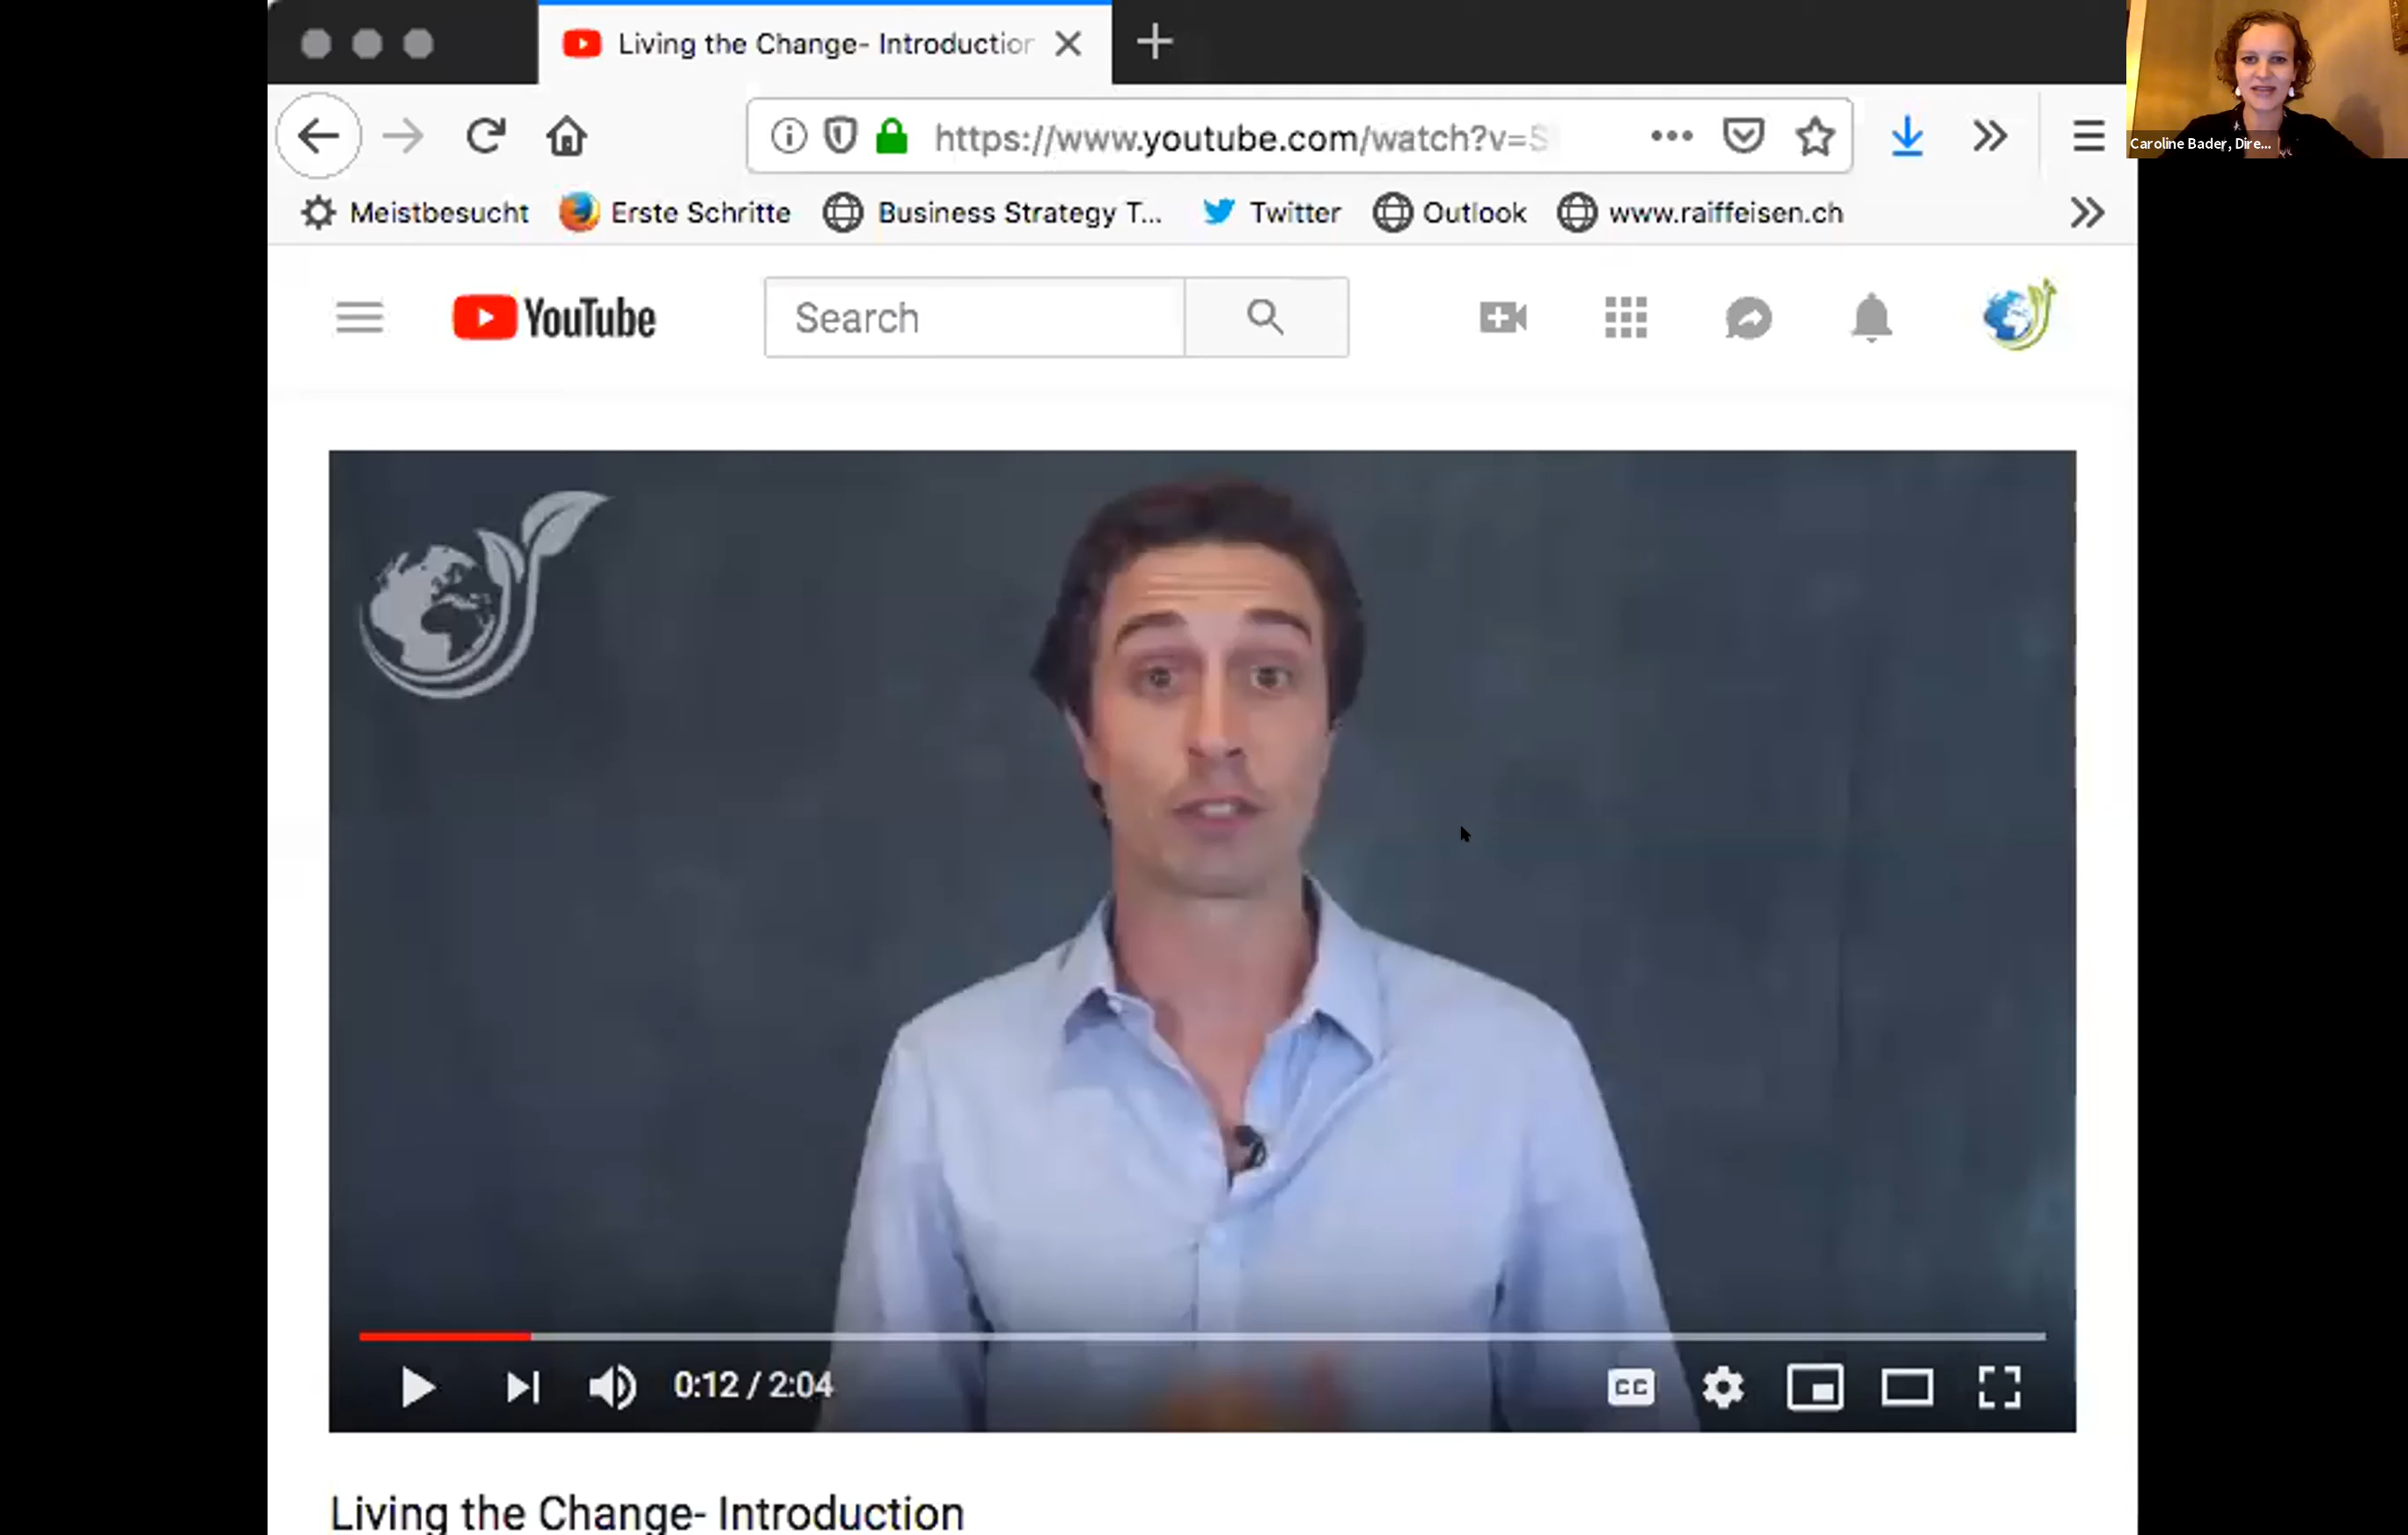 Living the Change- Introduction
https://www.youtube.com/watch?v=S
Caroline Bader, Dire...
Meistbesucht Erste Schritte Business Strategy T... Twitter Outlook www.raiffeisen.ch
YouTube Search
0:12 / 2:04 CC
Living the Change- Introduction